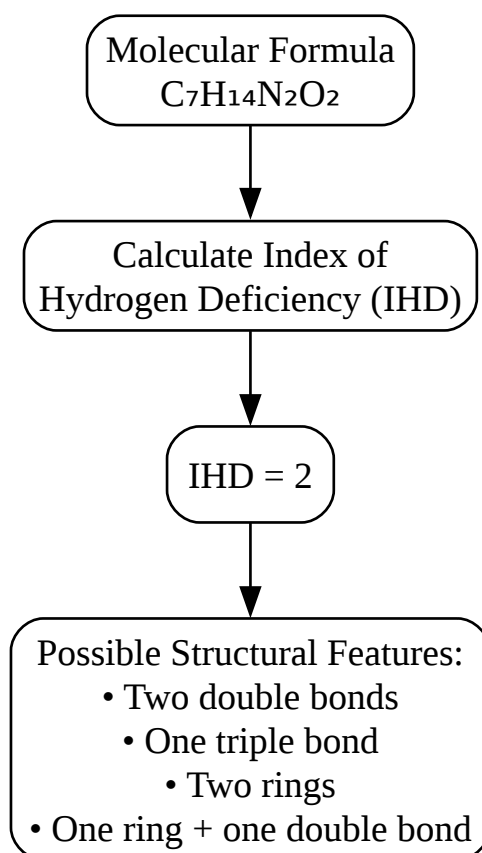 Molecular Formula
C₇H₁₄N₂O₂
Calculate Index of
Hydrogen Deficiency (IHD)
IHD = 2
Possible Structural Features:
• Two double bonds
• One triple bond
• Two rings
• One ring + one double bond